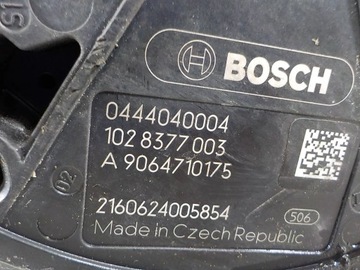 BOSCH
0444040004
102 8377 003
A 9064710175
2160624005854
506
Made in Czech Republic